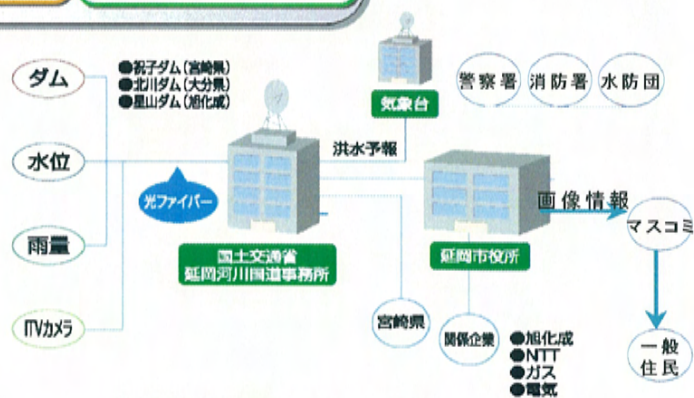 ダム
●祝子ダム(宮崎県)
●北川ダム(大分県)
●星山ダム(旭化成)
気象台
警察署
消防署
水防団
水位
洪水予報
光ファイバー
画像情報
マスコミ
雨量
国土交通省
延岡河川国道事務所
延岡市役所
ITVカメラ
宮崎県
関係企業
●旭化成
●NTT
●ガス
●電気
一般
住民